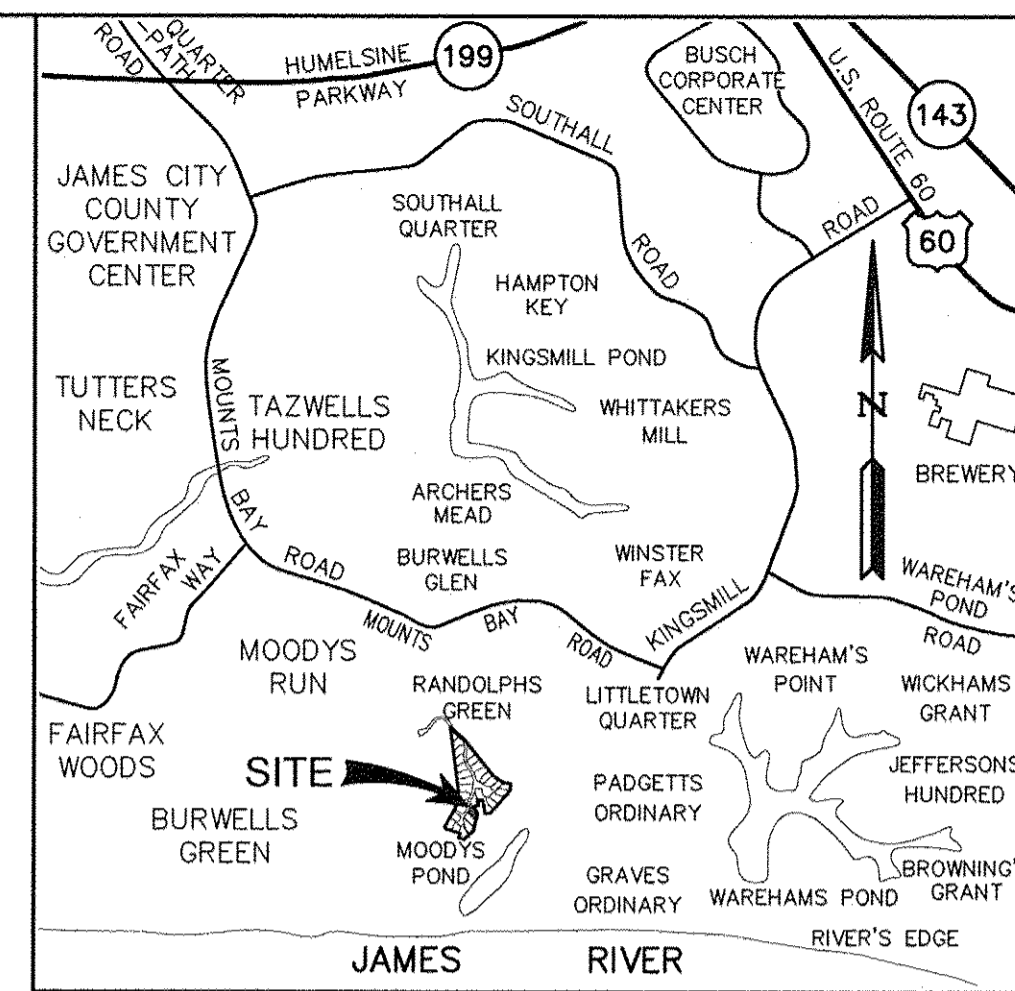 QUARTER
-PATH
ROAD
HUMELSINE
PARKWAY
199
BUSCH
CORPORATE
CENTER
U.S. ROUTE 60
143
SOUTHALL
ROAD
JAMES CITY
COUNTY
GOVERNMENT
CENTER
SOUTHALL
QUARTER
ROAD
60
HAMPTON
KEY
KINGSMILL POND
TUTTERS
NECK
MOUNTS
TAZWELLS
HUNDRED
WHITTAKERS
MILL
N
BREWERY
BAY
ARCHERS
MEAD
ROAD
BURWELLS
GLEN
WINSTER
FAX
FAIRFAX
WAY
MOUNTS
BAY
ROAD
KINGSMILL
WAREHAM'S
POND
ROAD
MOODYS
RUN
RANDOLPHS
GREEN
LITTLETOWN
QUARTER
WAREHAM'S
POINT
WICKHAMS
GRANT
FAIRFAX
WOODS
SITE
PADGETTS
ORDINARY
JEFFERSONS
HUNDRED
BURWELLS
GREEN
MOODYS
POND
GRAVES
ORDINARY
WAREHAMS POND
BROWNING'
GRANT
RIVER'S EDGE
JAMES RIVER